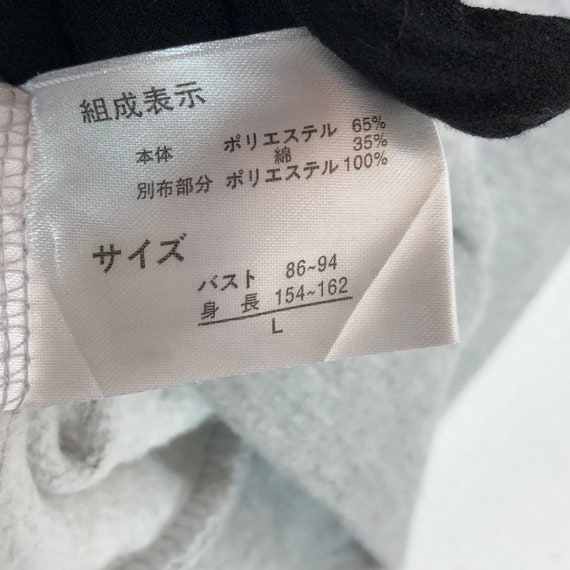 組成表示
本体 ポリエステル 65%
綿 35%
別布部分 ポリエステル 100%
サイズ
バスト 86~94
身長 154~162
L